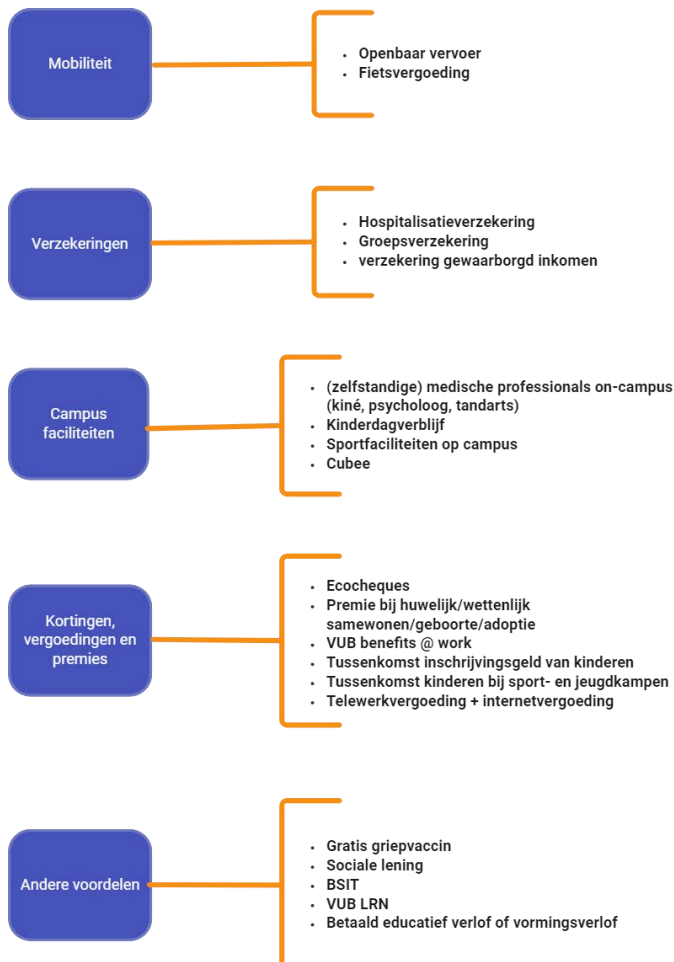 Mobiliteit
• Openbaar vervoer
• Fietsvergoeding
Verzekeringen
• Hospitalisatieverzekering
• Groepsverzekering
• verzekering gewaarborgd inkomen
Campus
faciliteiten
• (zelfstandige) medische professionals on-campus
(kiné, psycholoog, tandarts)
• Kinderdagverblijf
• Sportfaciliteiten op campus
• Cubee
Kortingen,
vergoedingen en
premies
• Ecocheques
• Premie bij huwelijk/wettenlijk
samewonen/geboorte/adoptie
• VUB benefits @ work
• Tussenkomst inschrijvingsgeld van kinderen
• Tussenkomst kinderen bij sport- en jeugdkampen
• Telewerkvergoeding + internetvergoeding
Andere voordelen
• Gratis griepvaccin
• Sociale lening
• BSIT
• VUB LRN
• Betaald educatief verlof of vormingsverlof